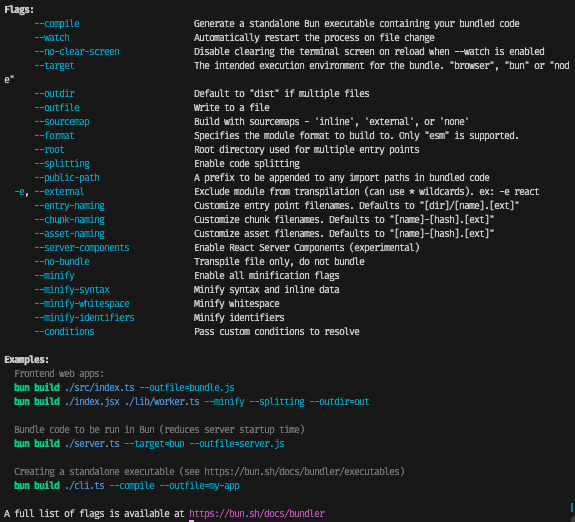 Flags:
--compile Generate a standalone Bun executable containing your bundled code
--watch Automatically restart the process on file change
--no-clear-screen Disable clearing the terminal screen on reload when --watch is enabled
--target The intended execution environment for the bundle. "browser", "bun" or "nod
e"
--outdir Default to "dist" if multiple files
--outfile Write to a file
--sourcemap Build with sourcemaps - 'inline', 'external', or 'none'
--format Specifies the module format to build to. Only "esm" is supported.
--root Root directory used for multiple entry points
--splitting Enable code splitting
--public-path A prefix to be appended to any import paths in bundled code
-e, --external Exclude module from transpilation (can use * wildcards). ex: -e react
--entry-naming Customize entry point filenames. Defaults to "[dir]/[name].[ext]"
--chunk-naming Customize chunk filenames. Defaults to "[name]-[hash].[ext]"
--asset-naming Customize asset filenames. Defaults to "[name]-[hash].[ext]"
--server-components Enable React Server Components (experimental)
--no-bundle Transpile file only, do not bundle
--minify Enable all minification flags
--minify-syntax Minify syntax and inline data
--minify-whitespace Minify whitespace
--minify-identifiers Minify identifiers
--conditions Pass custom conditions to resolve
Examples:
Frontend web apps:
bun build ./src/index.ts --outfile=bundle.js
bun build ./index.jsx ./lib/worker.ts --minify --splitting --outdir=out
Bundle code to be run in Bun (reduces server startup time)
bun build ./server.ts --target=bun --outfile=server.js
Creating a standalone executable (see https://bun.sh/docs/bundler/executables)
bun build ./cli.ts --compile --outfile=my-app
A full list of flags is available at https://bun.sh/docs/bundler